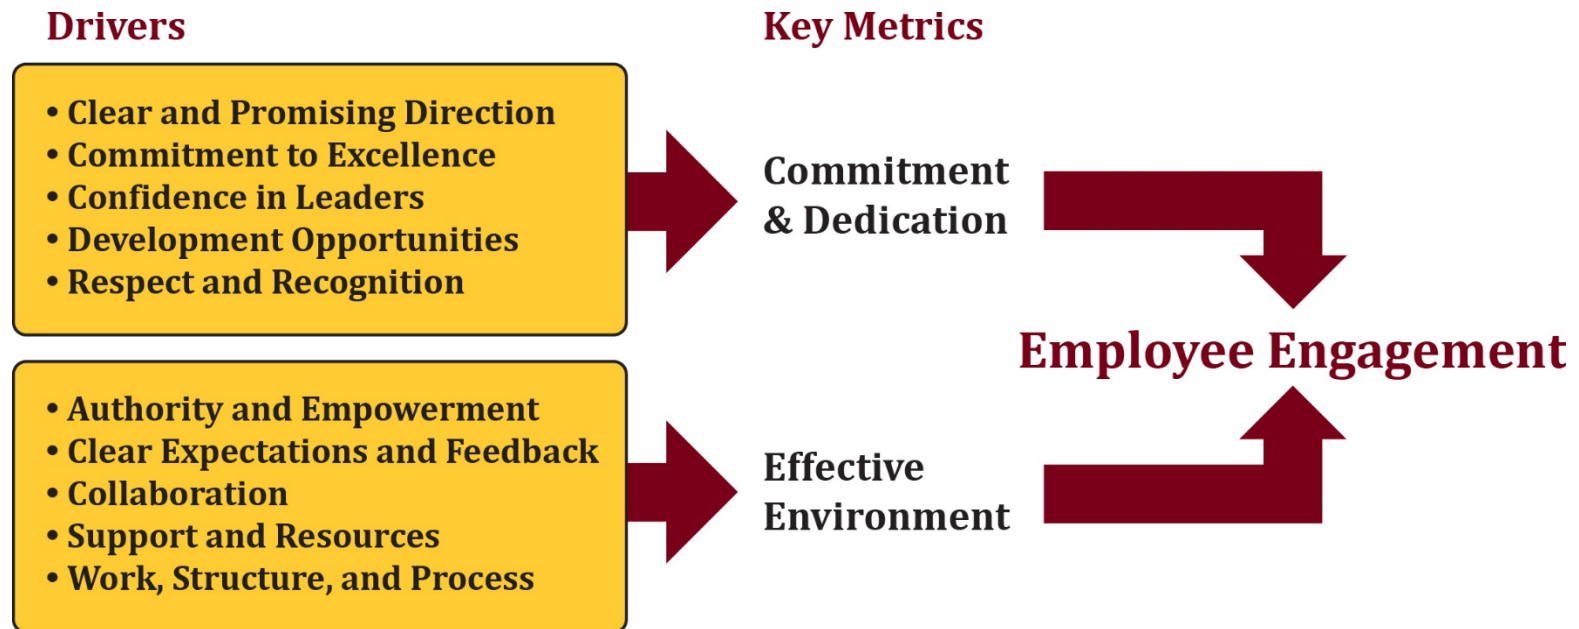 Drivers
• Clear and Promising Direction
• Commitment to Excellence
• Confidence in Leaders
• Development Opportunities
• Respect and Recognition
• Authority and Empowerment
• Clear Expectations and Feedback
• Collaboration
• Support and Resources
• Work, Structure, and Process
Key Metrics
Commitment
& Dedication
Effective
Environment
Employee Engagement